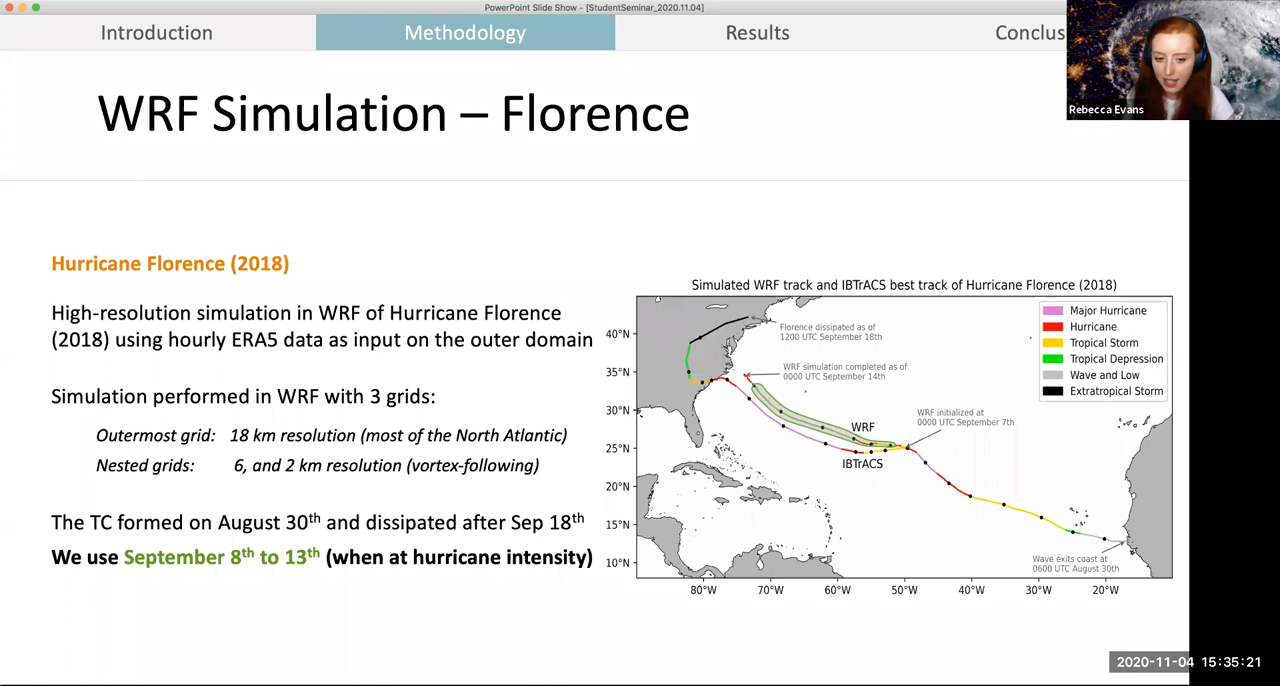 PowerPoint Slide Show - [StudentSeminar_2020.11.04]
Introduction
Methodology
Results
Conclus
Rebecca Evans
WRF Simulation – Florence
Hurricane Florence (2018)
High-resolution simulation in WRF of Hurricane Florence
(2018) using hourly ERA5 data as input on the outer domain
Simulation performed in WRF with 3 grids:
Outermost grid: 18 km resolution (most of the North Atlantic)
Nested grids: 6, and 2 km resolution (vortex-following)
The TC formed on August 30th and dissipated after Sep 18th
We use September 8th to 13th (when at hurricane intensity)
Simulated WRF track and IBTrACS best track of Hurricane Florence (2018)
Major Hurricane
Hurricane
Tropical Storm
Tropical Depression
Wave and Low
Extratropical Storm
Florence dissipated as of
1200 UTC September 18th
WRF simulation completed as of
0000 UTC September 14th
WRF initialized at
0000 UTC September 7th
WRF
IBTrACS
Wave exits coast at
0600 UTC August 30th
40°N
35°N
30°N
25°N
20°N
15°N
10°N
80°W 70°W 60°W 50°W 40°W 30°W 20°W
2020-11-04 15:35:21